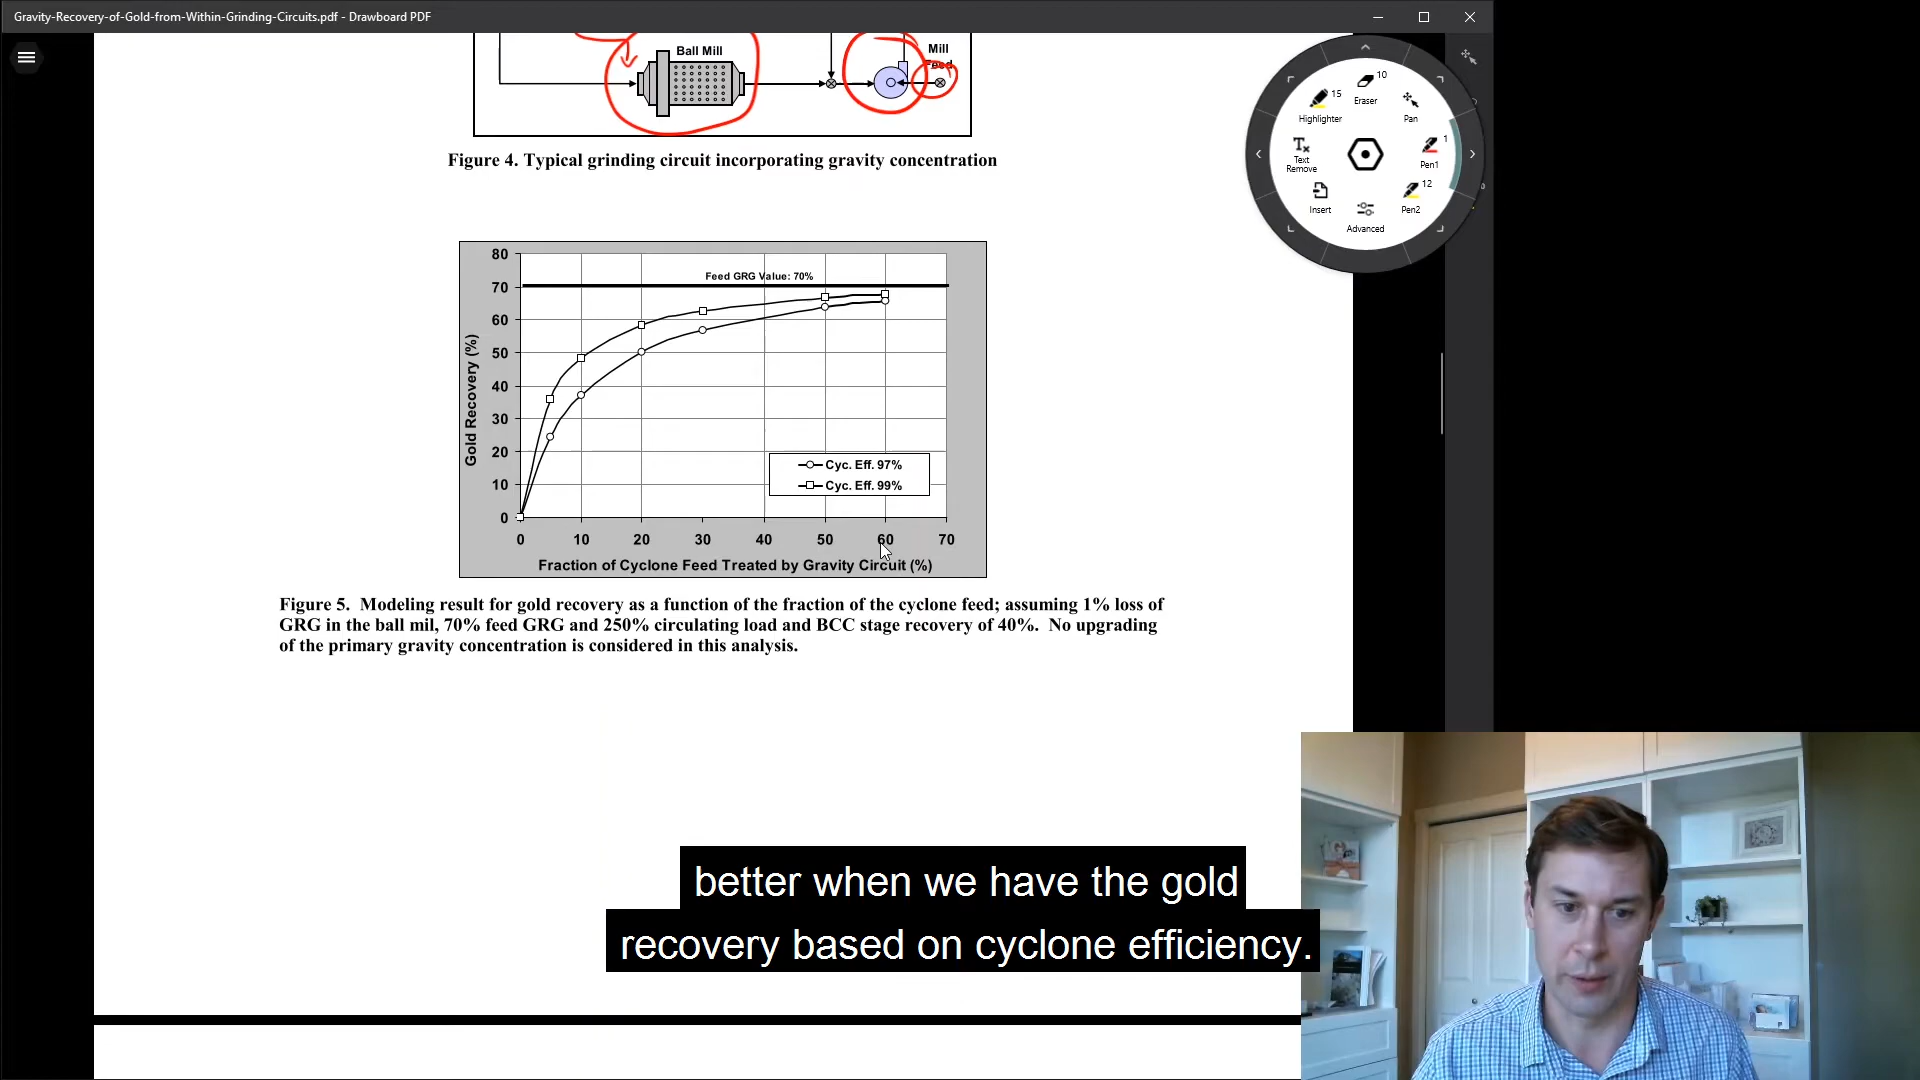 Gravity-Recovery-of-Gold-from-Within-Grinding-Circuits.pdf - Drawboard PDF
Ball Mill
Mill
Feed
Figure 4. Typical grinding circuit incorporating gravity concentration
10
Eraser
15
Highlighter
Pan
Text
Remove
1
Pen1
Insert
12
Pen2
Advanced
80
70
60
50
40
30
20
10
0
Gold Recovery (%)
Feed GRG Value: 70%
Cyc. Eff. 97%
Cyc. Eff. 99%
0 10 20 30 40 50 60 70
Fraction of Cyclone Feed Treated by Gravity Circuit (%)
Figure 5. Modeling result for gold recovery as a function of the fraction of the cyclone feed; assuming 1% loss of
GRG in the ball mil, 70% feed GRG and 250% circulating load and BCC stage recovery of 40%. No upgrading
of the primary gravity concentration is considered in this analysis.
better when we have the gold
recovery based on cyclone efficiency.